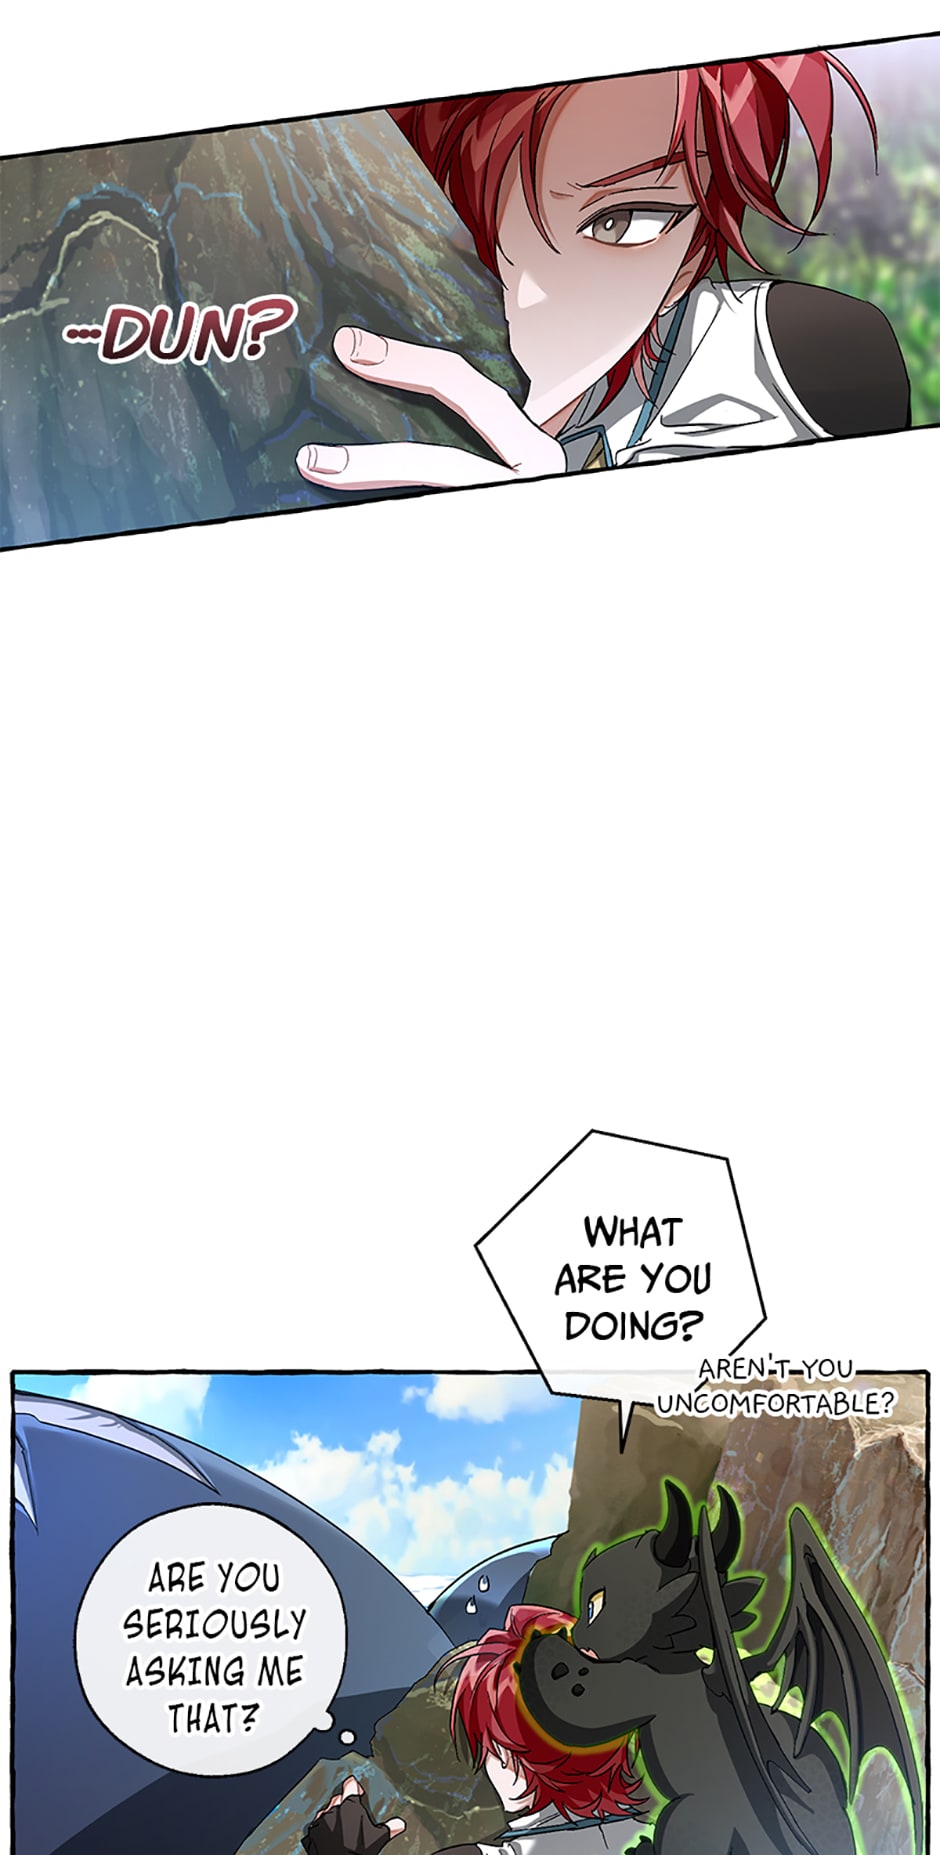 ...DUN?
WHAT
ARE YOU
DOING?
AREN'T YOU
UNCOMFORTABLE?
ARE YOU
SERIOUSLY
ASKING ME
THAT?